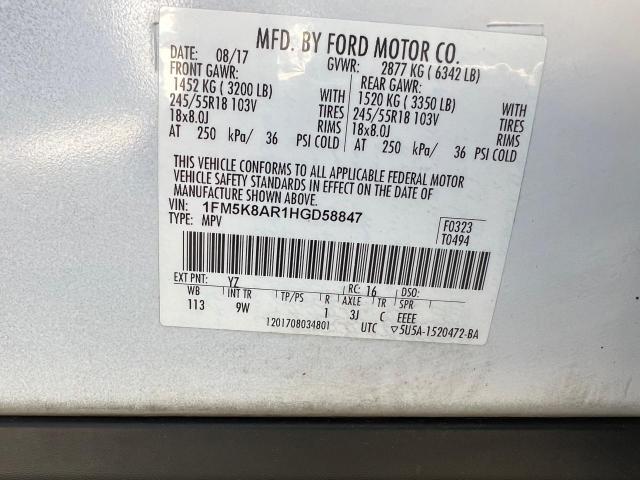 MFD. BY FORD MOTOR CO.
DATE: 08/17 GVWR: 2877 KG ( 6342 LB)
FRONT GAWR: REAR GAWR:
1452 KG ( 3200 LB) WITH 1520 KG ( 3350 LB) WITH
245/55R18 103V TIRES 245/55R18 103V TIRES
18x8.0J RIMS 18x8.0J RIMS
AT 250 kPa/ 36 PSI COLD AT 250 kPa/ 36 PSI COLD
THIS VEHICLE CONFORMS TO ALL APPLICABLE FEDERAL MOTOR
VEHICLE SAFETY STANDARDS IN EFFECT ON THE DATE OF
MANUFACTURE SHOWN ABOVE.
VIN: 1FM5K8AR1HGD58847 F0323
TYPE: MPV T0494
EXT PNT: YZ RC: 16 DSO:
WB INT TR TP/PS R AXLE TR SPR
113 9W 1 3J C EEEE
1201708034801 UTC ▽5U5A-1520472-BA